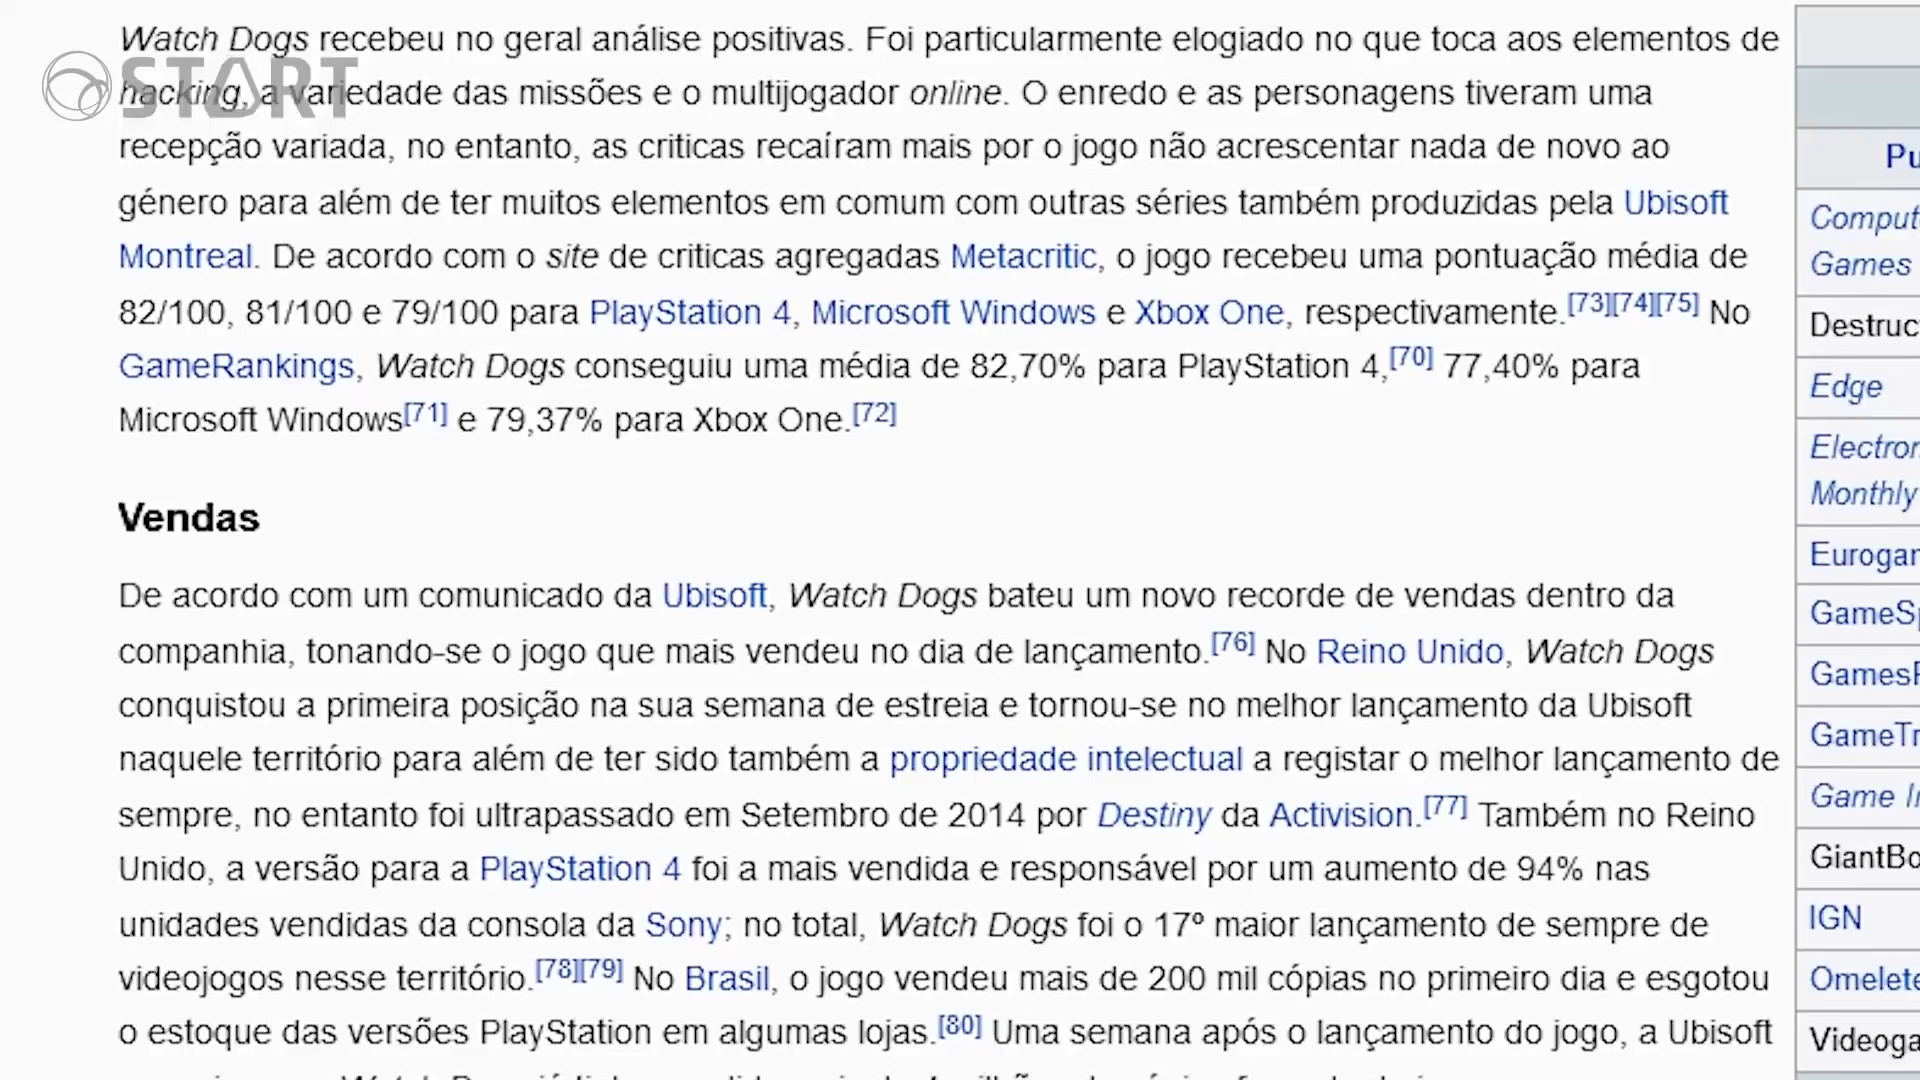 Watch Dogs recebeu no geral análise positivas. Foi particularmente elogiado no que toca aos elementos de
START
hacking, a variedade das missões e o multijogador online. O enredo e as personagens tiveram uma
recepção variada, no entanto, as criticas recaíram mais por o jogo não acrescentar nada de novo ao
género para além de ter muitos elementos em comum com outras séries também produzidas pela Ubisoft
Montreal. De acordo com o site de criticas agregadas Metacritic, o jogo recebeu uma pontuação média de
82/100, 81/100 e 79/100 para PlayStation 4, Microsoft Windows e Xbox One, respectivamente.[73][74][75] No
GameRankings, Watch Dogs conseguiu uma média de 82,70% para PlayStation 4,[70] 77,40% para
Microsoft Windows[71] e 79,37% para Xbox One.[72]
Vendas
De acordo com um comunicado da Ubisoft, Watch Dogs bateu um novo recorde de vendas dentro da
companhia, tonando-se o jogo que mais vendeu no dia de lançamento.[76] No Reino Unido, Watch Dogs
conquistou a primeira posição na sua semana de estreia e tornou-se no melhor lançamento da Ubisoft
naquele território para além de ter sido também a propriedade intelectual a registar o melhor lançamento de
sempre, no entanto foi ultrapassado em Setembro de 2014 por Destiny da Activision.[77] Também no Reino
Unido, a versão para a PlayStation 4 foi a mais vendida e responsável por um aumento de 94% nas
unidades vendidas da consola da Sony; no total, Watch Dogs foi o 17º maior lançamento de sempre de
videojogos nesse território.[78][79] No Brasil, o jogo vendeu mais de 200 mil cópias no primeiro dia e esgotou
o estoque das versões PlayStation em algumas lojas.[80] Uma semana após o lançamento do jogo, a Ubisoft
Pu
Comput
Games
Destruc
Edge
Electron
Monthly
Eurogam
GameSp
GamesR
GameTr
Game In
GiantBo
IGN
Omelete
Videoga